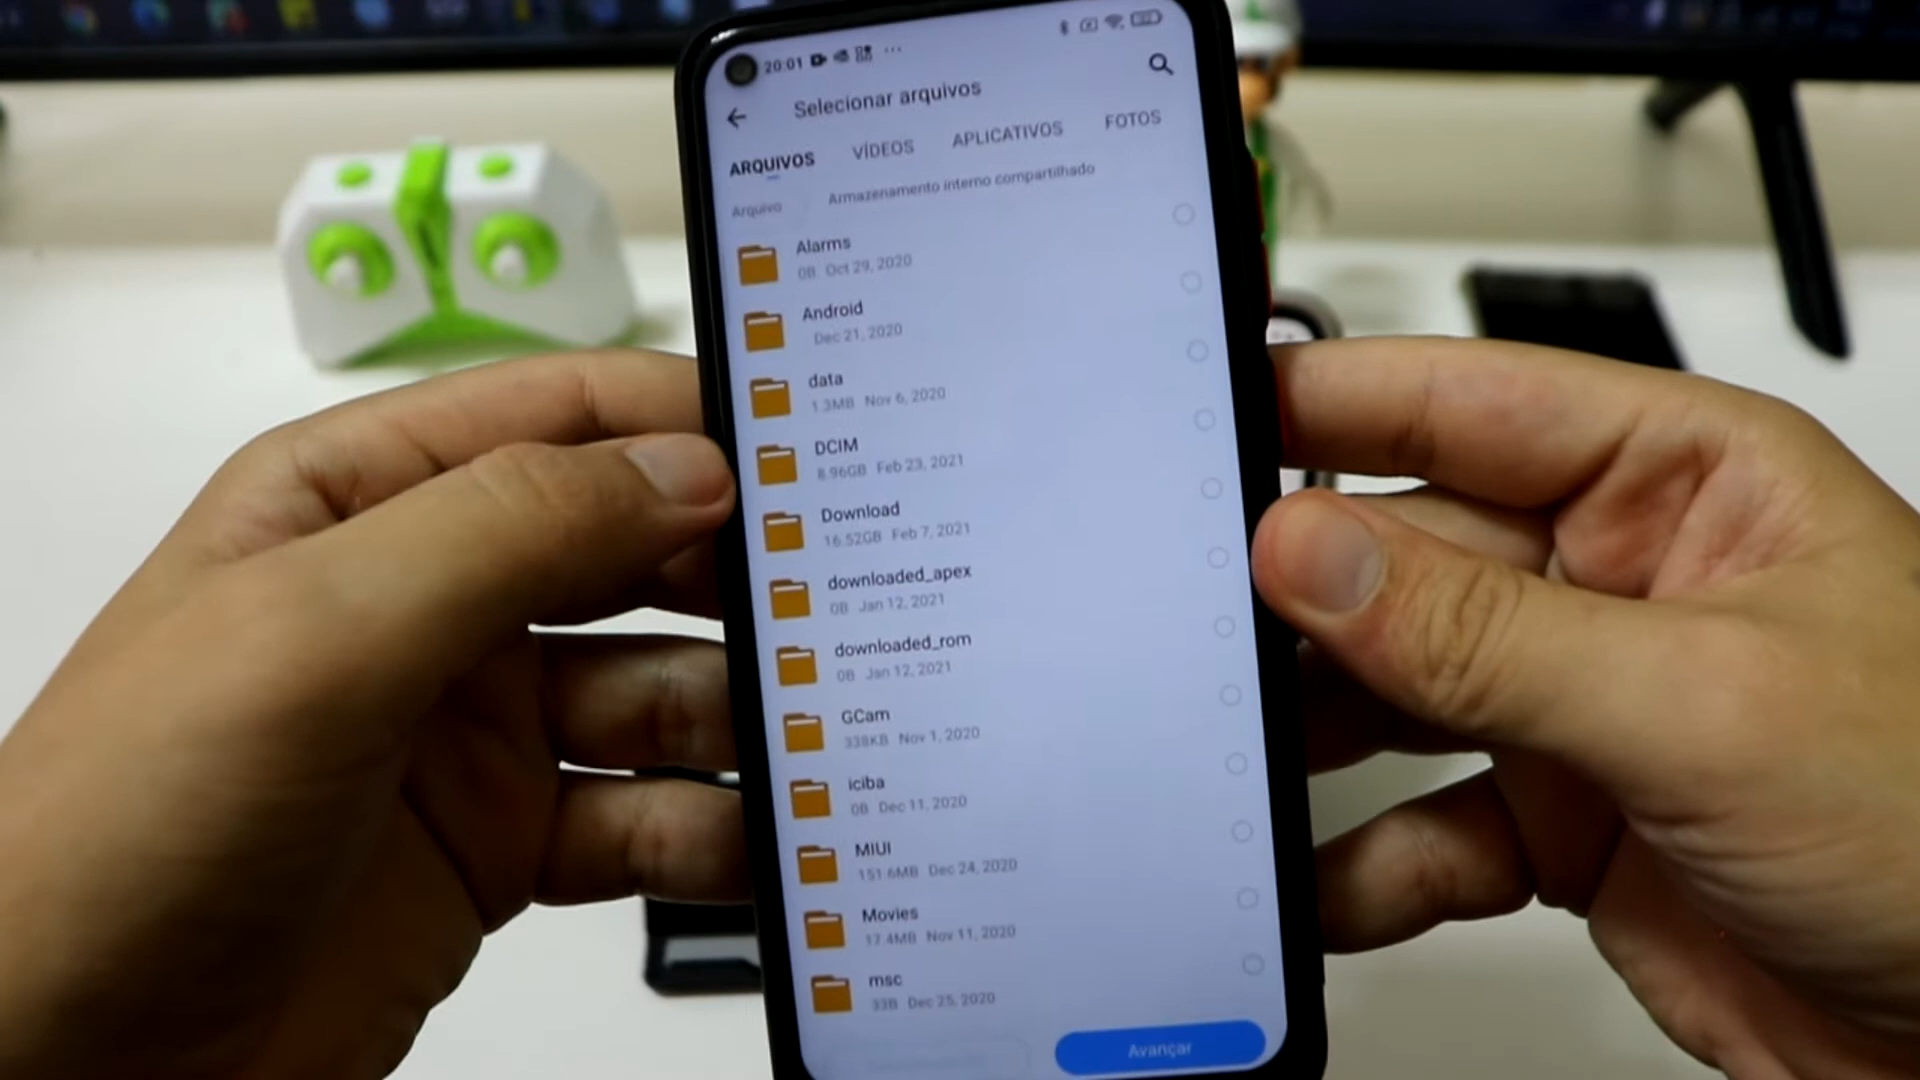 20:01
Selecionar arquivos
ARQUIVOS VÍDEOS APLICATIVOS FOTOS
Arquivo Armazenamento interno compartilhado
Alarms
0B Oct 29, 2020
Android
Dec 21, 2020
data
1.3MB Nov 6, 2020
DCIM
8.96GB Feb 23, 2021
Download
16.52GB Feb 7, 2021
downloaded_apex
0B Jan 12, 2021
downloaded_rom
0B Jan 12, 2021
GCam
338KB Nov 1, 2020
iciba
0B Dec 11, 2020
MIUI
151.6MB Dec 24, 2020
Movies
17.4MB Nov 11, 2020
msc
33B Dec 25, 2020
Avançar